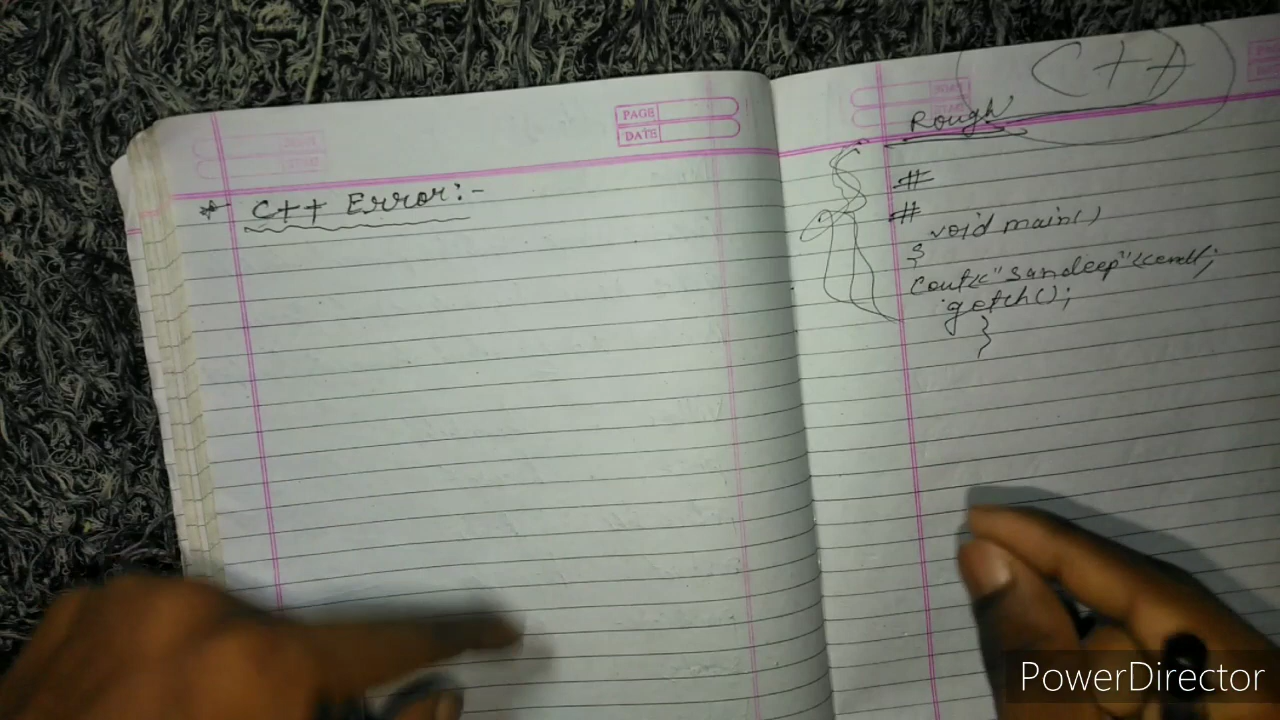 PAGE
DATE
* C++ Error:-
C++
Rough
#
#
void main()
{
cout<<"sandeep"<<endl;
getch();
}
PowerDirector